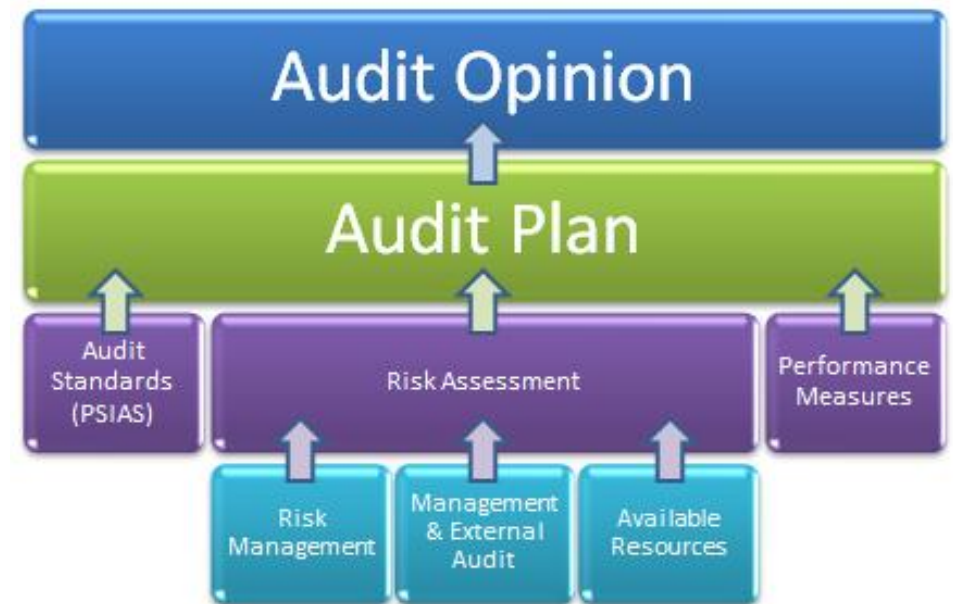 Audit Opinion
Audit Plan
Audit
Standards
(PSIAS)
Risk Assessment
Performance
Measures
Risk
Management
Management
& External
Audit
Available
Resources